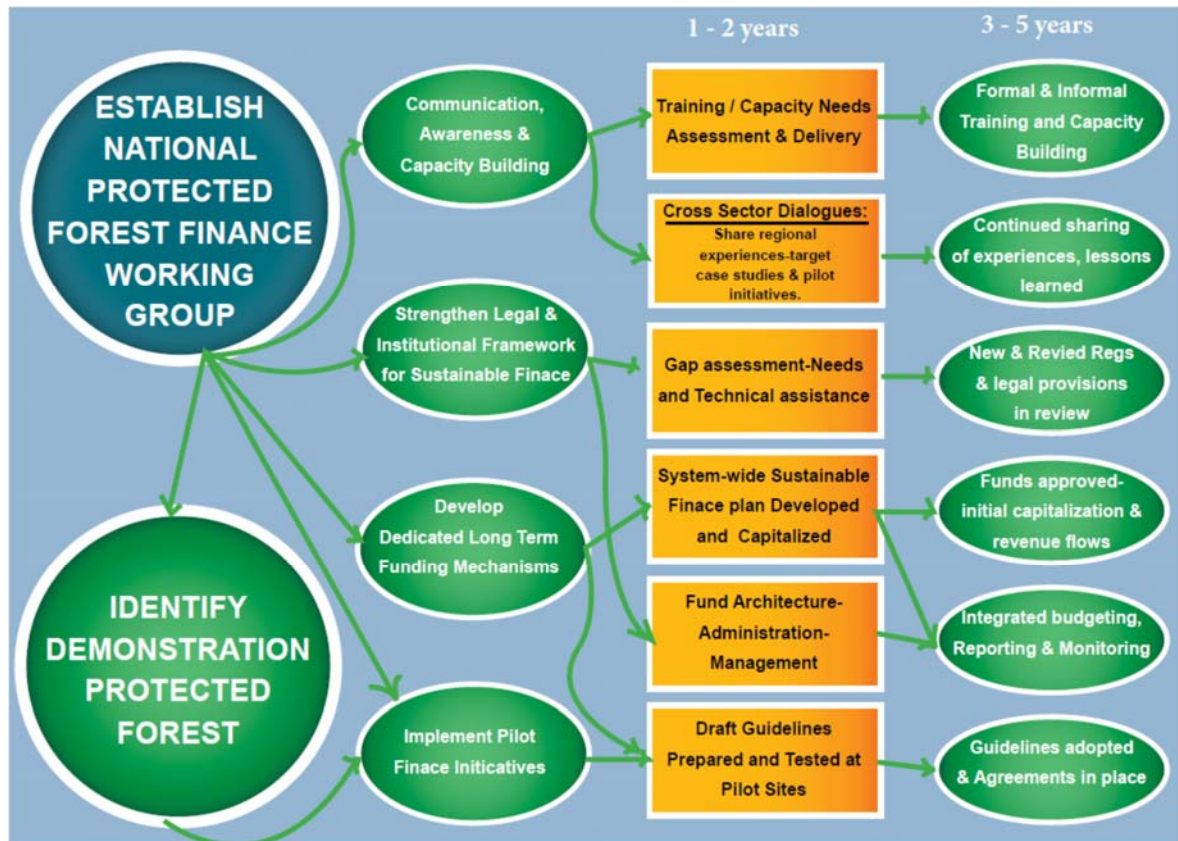 1 - 2 years
3 - 5 years
ESTABLISH
NATIONAL
PROTECTED
FOREST FINANCE
WORKING
GROUP
IDENTIFY
DEMONSTRATION
PROTECTED
FOREST
Communication,
Awareness &
Capacity Building
Strengthen Legal &
Institutional Framework
for Sustainable Finace
Develop
Dedicated Long Term
Funding Mechanisms
Implement Pilot
Finace Initicatives
Training / Capacity Needs
Assessment & Delivery
Cross Sector Dialogues:
Share regional
experiences-target
case studies & pilot
initiatives.
Gap assessment-Needs
and Technical assistance
System-wide Sustainable
Finace plan Developed
and Capitalized
Fund Architecture-
Administration-
Management
Draft Guidelines
Prepared and Tested at
Pilot Sites
Formal & Informal
Training and Capacity
Building
Continued sharing
of experiences, lessons
learned
New & Revied Regs
& legal provisions
in review
Funds approved-
initial capitalization &
revenue flows
Integrated budgeting,
Reporting & Monitoring
Guidelines adopted
& Agreements in place